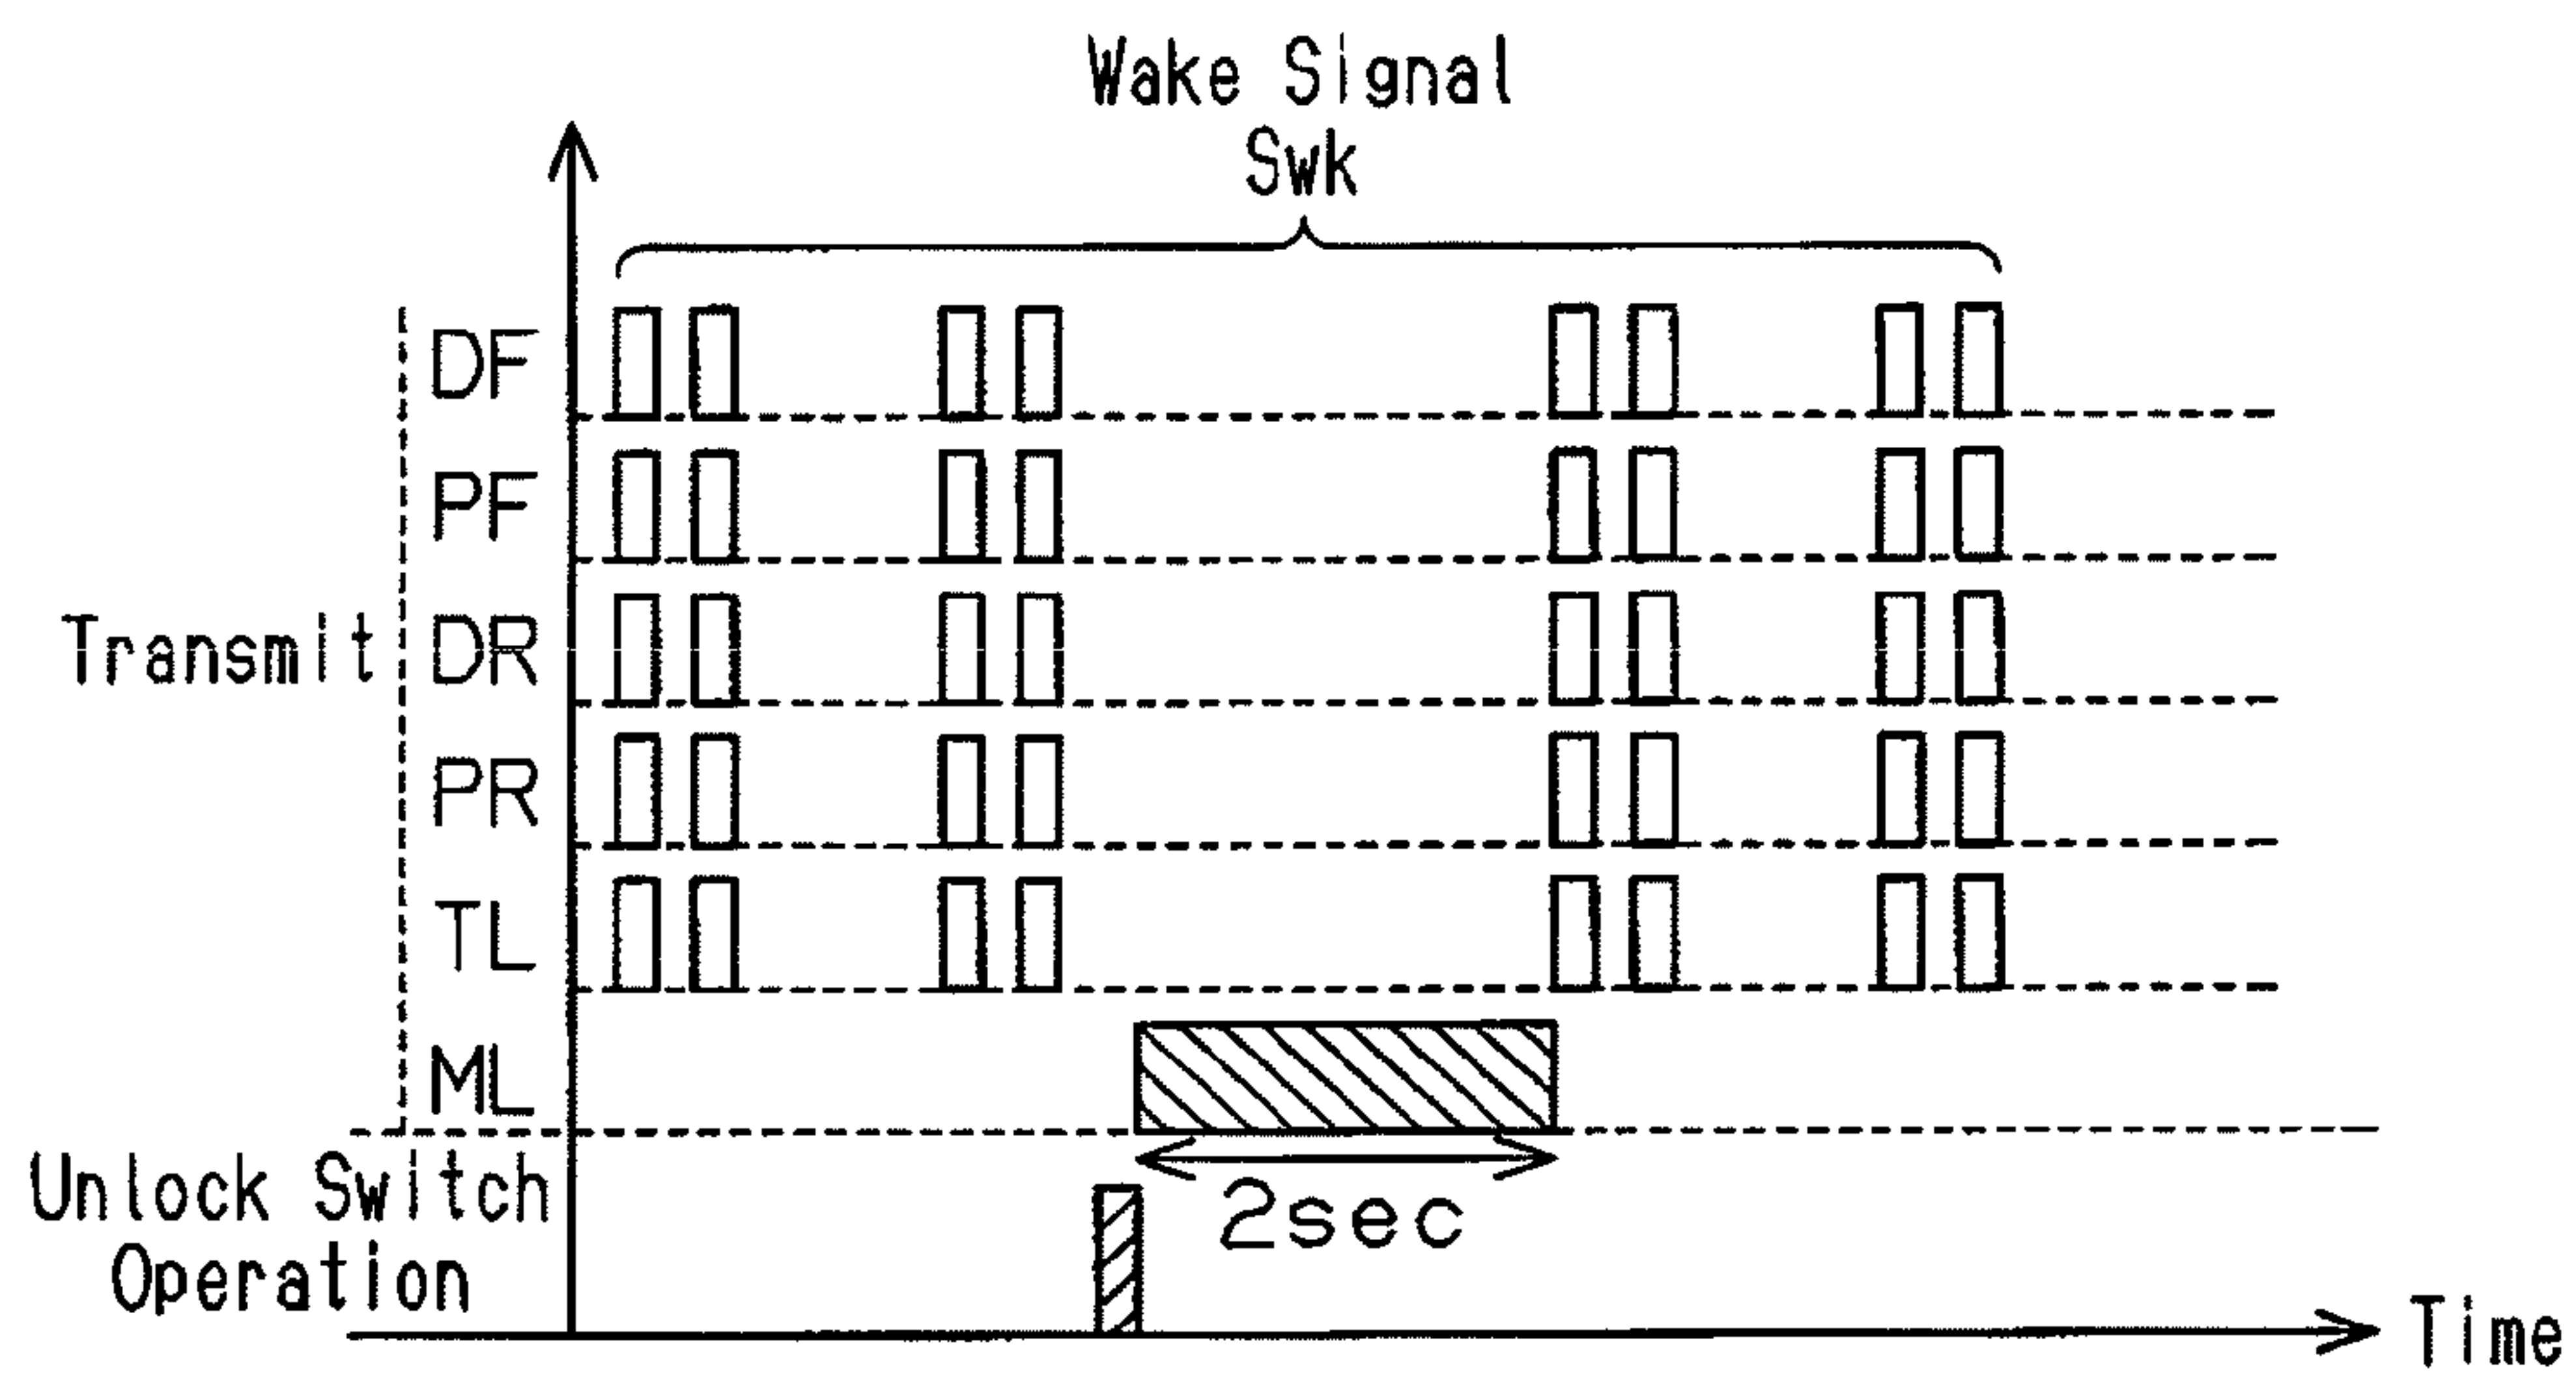 Wake Signal
Swk
DF
PF
Transmit DR
PR
TL
ML
Unlock Switch
Operation
2sec
Time